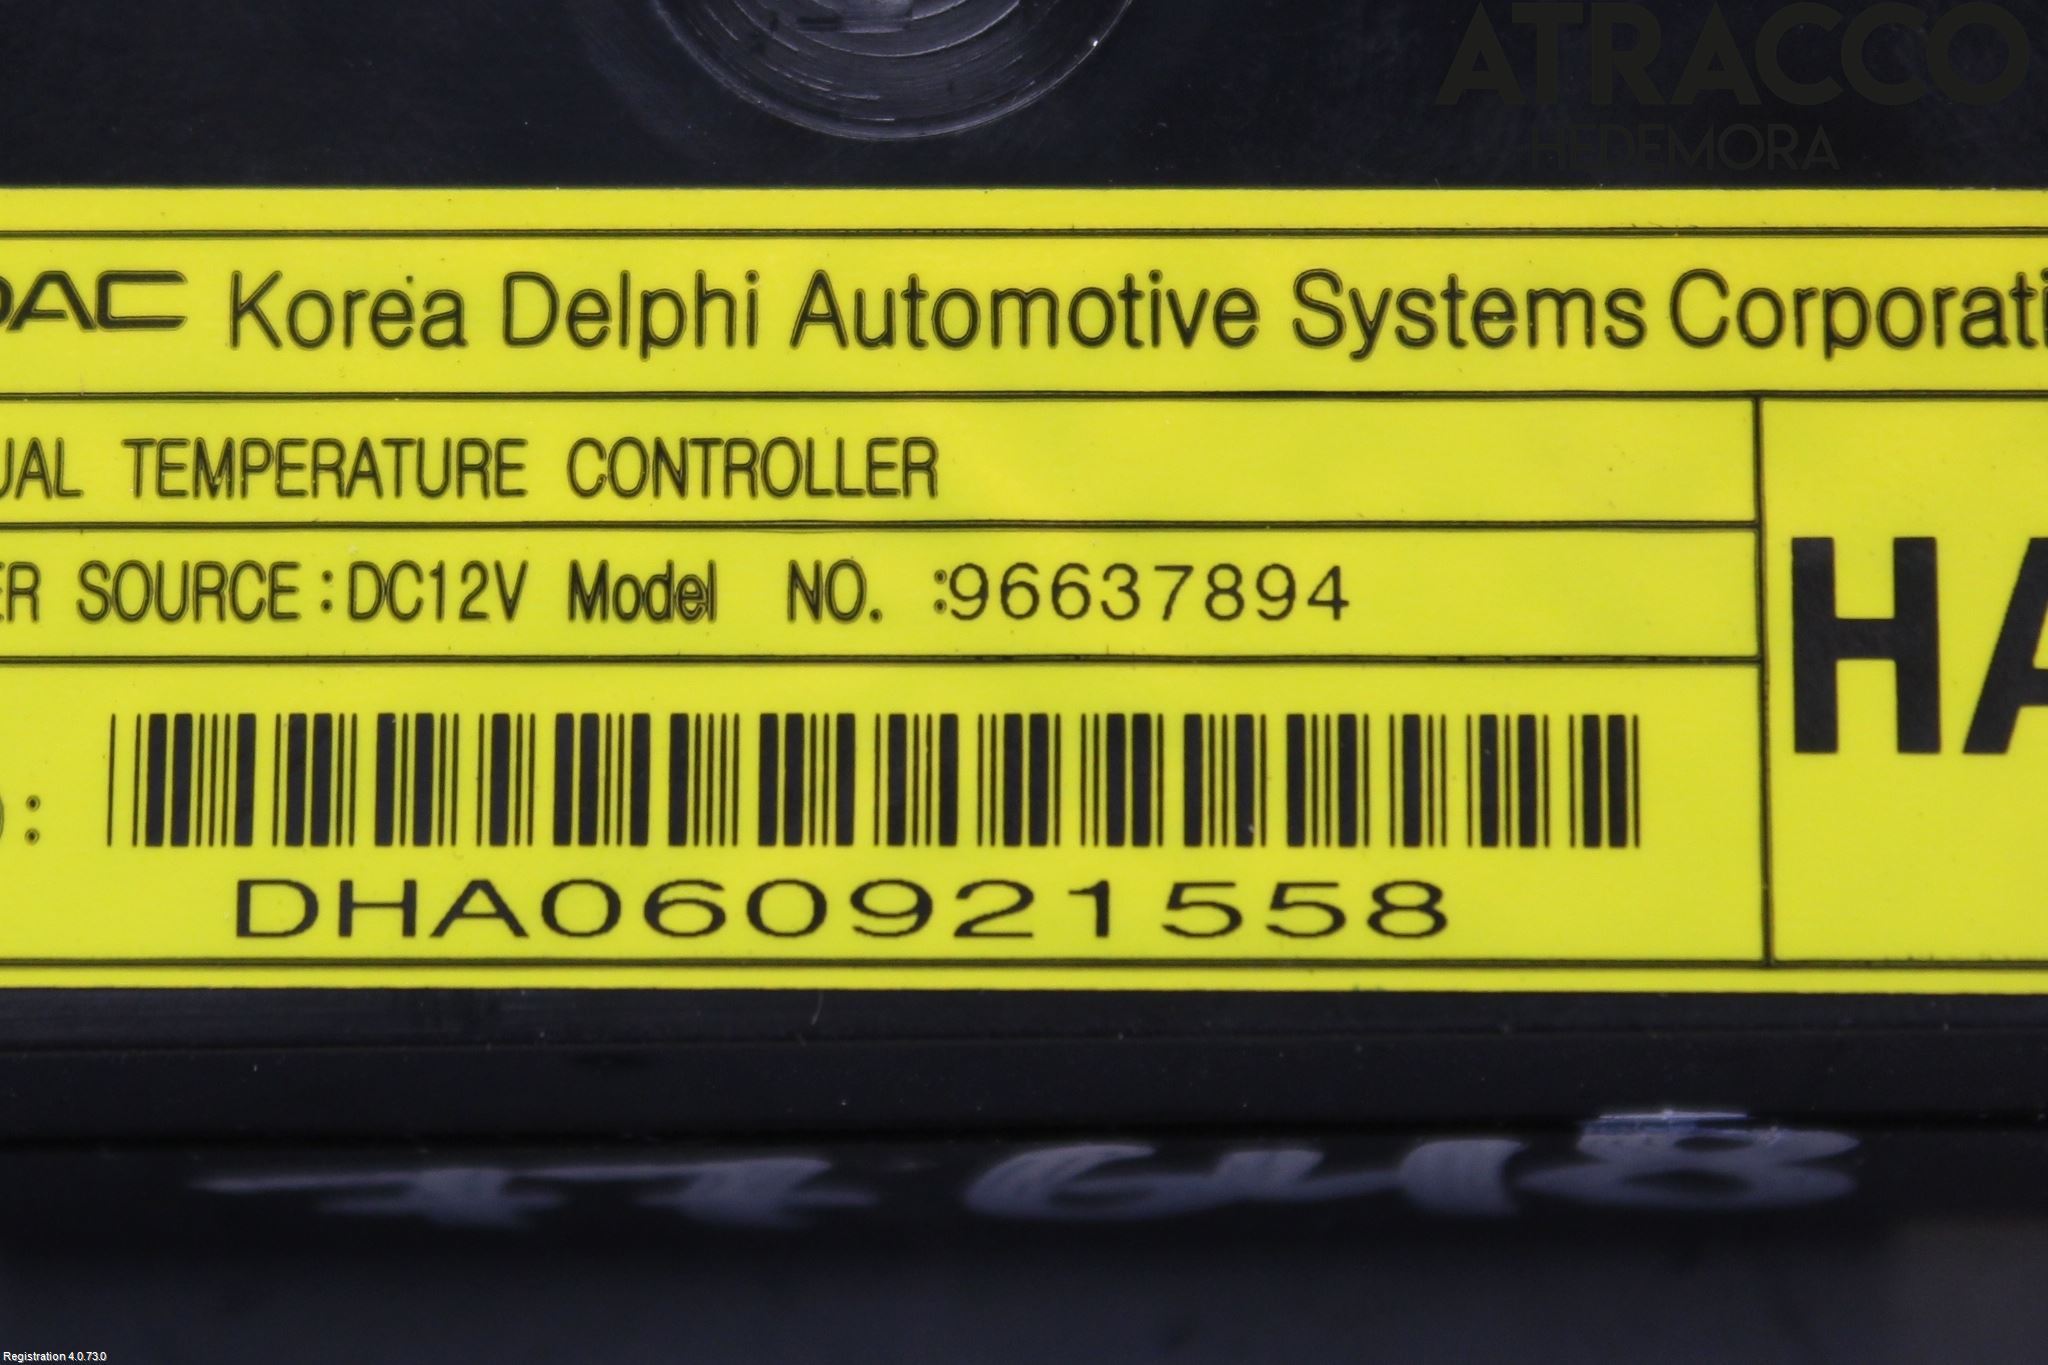 ATRACCO
HEDEMORA
DAC Korea Delphi Automotive Systems Corporati
UAL TEMPERATURE CONTROLLER
ER SOURCE:DC12V Model NO. :96637894
HA
):
DHA060921558
77648
Registration 4.0.73.0